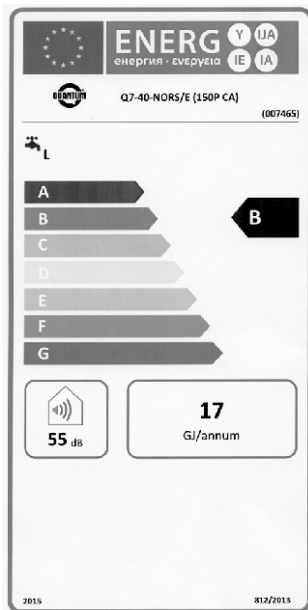 ENERG Y IJA
енергия · ενεργεια IE IA
QUANTUM Q7-40-NORS/E (150P CA)
(007465)
L
A
B B
C
D
E
F
G
55 dB
17
GJ/annum
2015 812/2013